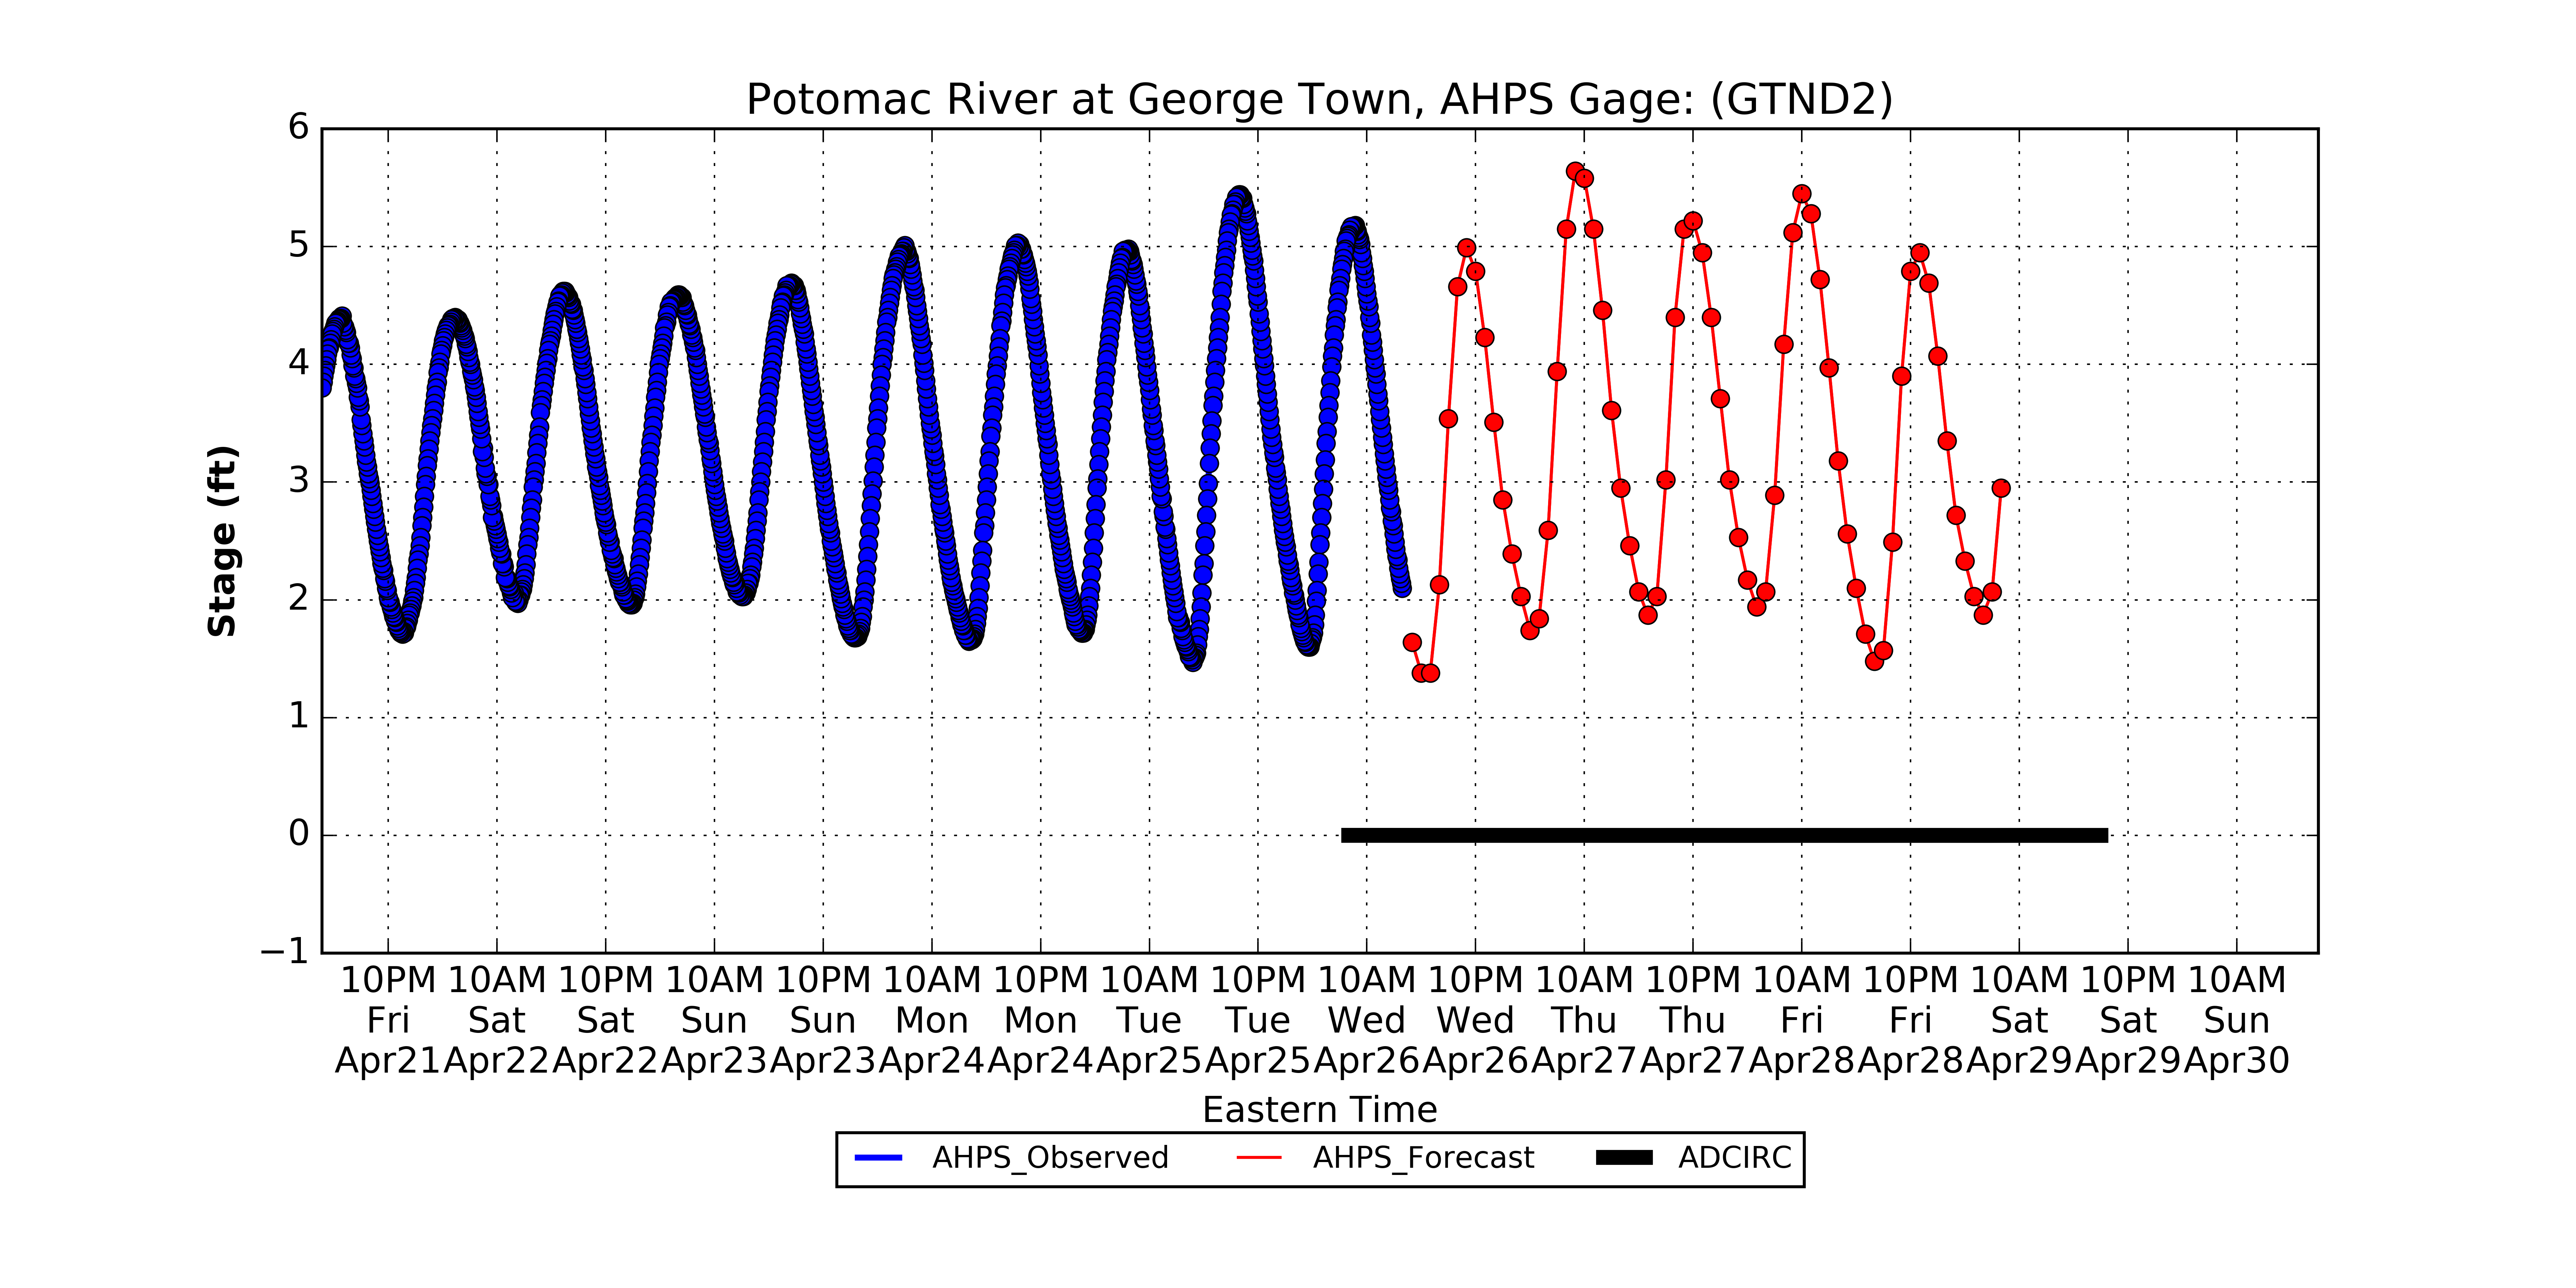 Potomac River at George Town, AHPS Gage: (GTND2)
6
5
4
3
2
1
0
−1
Stage (ft)
10PM 10AM 10PM 10AM 10PM 10AM 10PM 10AM 10PM 10AM 10PM 10AM 10PM 10AM 10PM 10AM 10PM 10AM
Fri Sat Sat Sun Sun Mon Mon Tue Tue Wed Wed Thu Thu Fri Fri Sat Sat Sun
Apr21 Apr22 Apr22 Apr23 Apr23 Apr24 Apr24 Apr25 Apr25 Apr26 Apr26 Apr27 Apr27 Apr28 Apr28 Apr29 Apr29 Apr30
Eastern Time
AHPS_Observed AHPS_Forecast ADCIRC